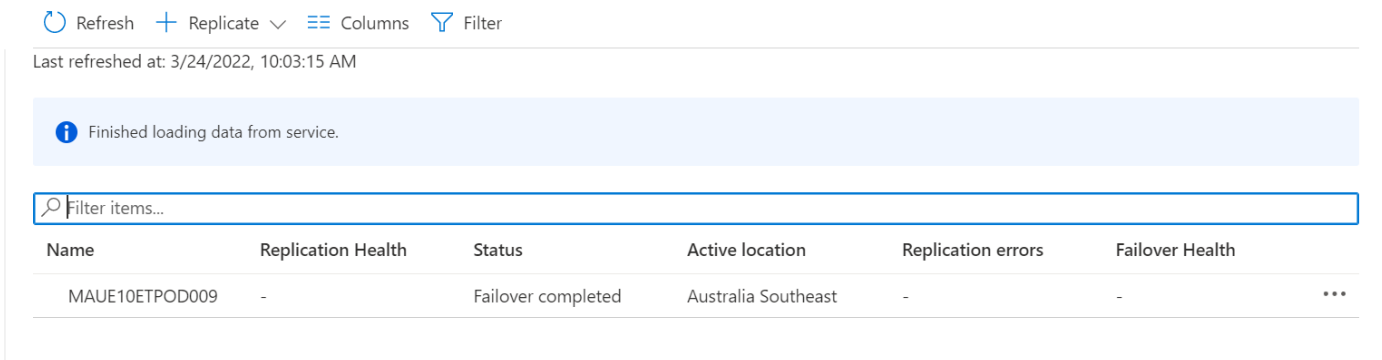 Refresh Replicate Columns Filter
Last refreshed at: 3/24/2022, 10:03:15 AM
Finished loading data from service.
Filter items...
Name Replication Health Status Active location Replication errors Failover Health
MAUE10ETPOD009 - Failover completed Australia Southeast - - ...